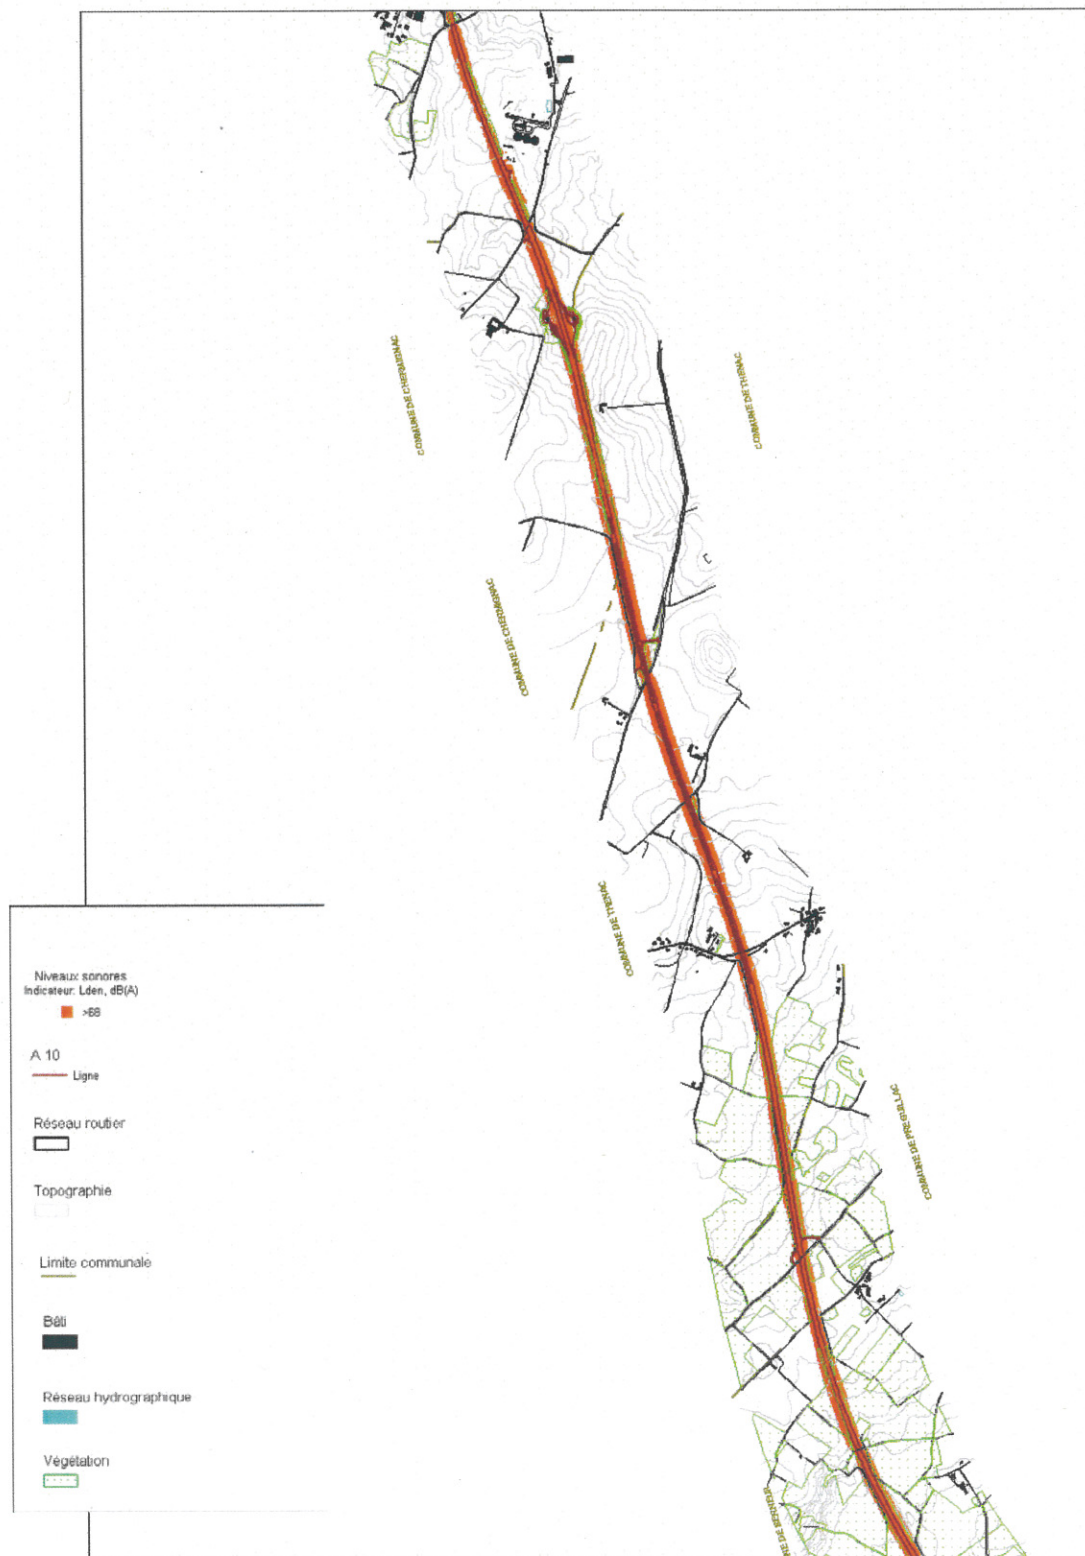 COMMUNE DE CHERMIGNAC
COMMUNE DE THENAC
COMMUNE DE CHERMIGNAC
COMMUNE DE THENAC
COMMUNE DE PREGUILLAC
Niveaux sonores
Indicateur: Lden, dB(A)
>68
A 10
Ligne
Réseau routier
Topographie
Limite communale
Bâti
Réseau hydrographique
Végétation